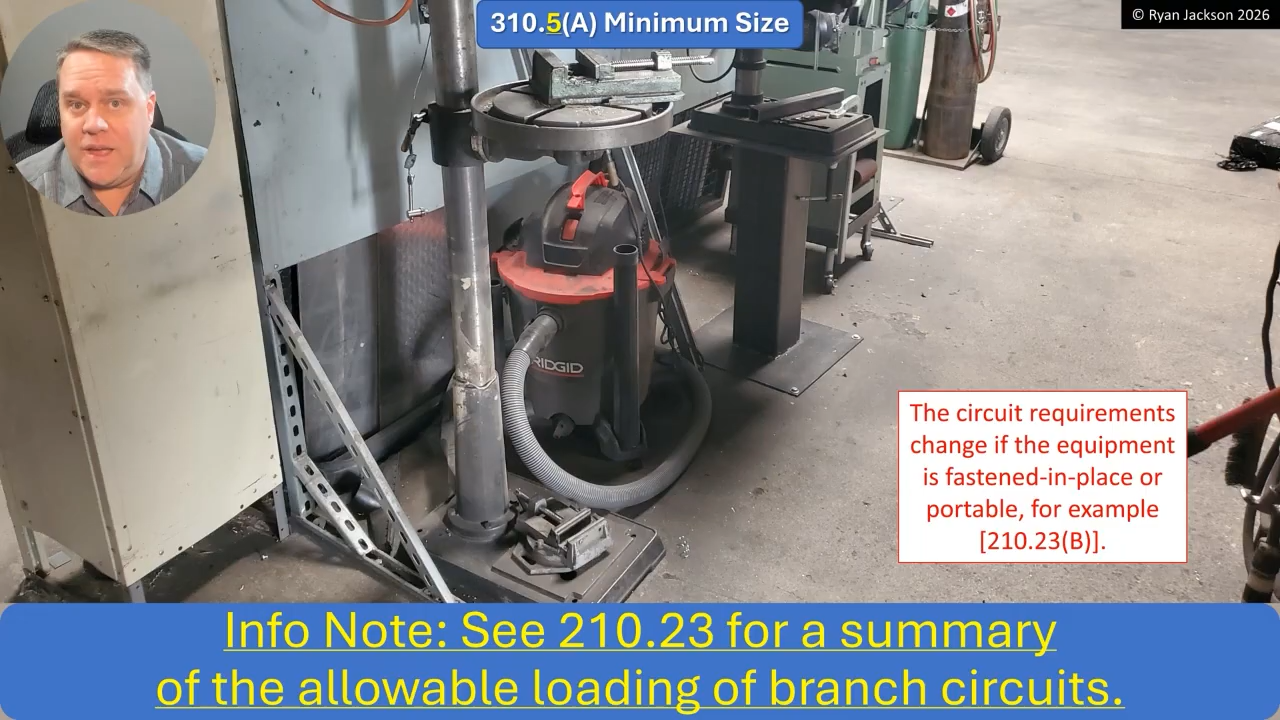 310.5(A) Minimum Size
© Ryan Jackson 2026
RIDGID
The circuit requirements
change if the equipment
is fastened-in-place or
portable, for example
[210.23(B)].
Info Note: See 210.23 for a summary
of the allowable loading of branch circuits.